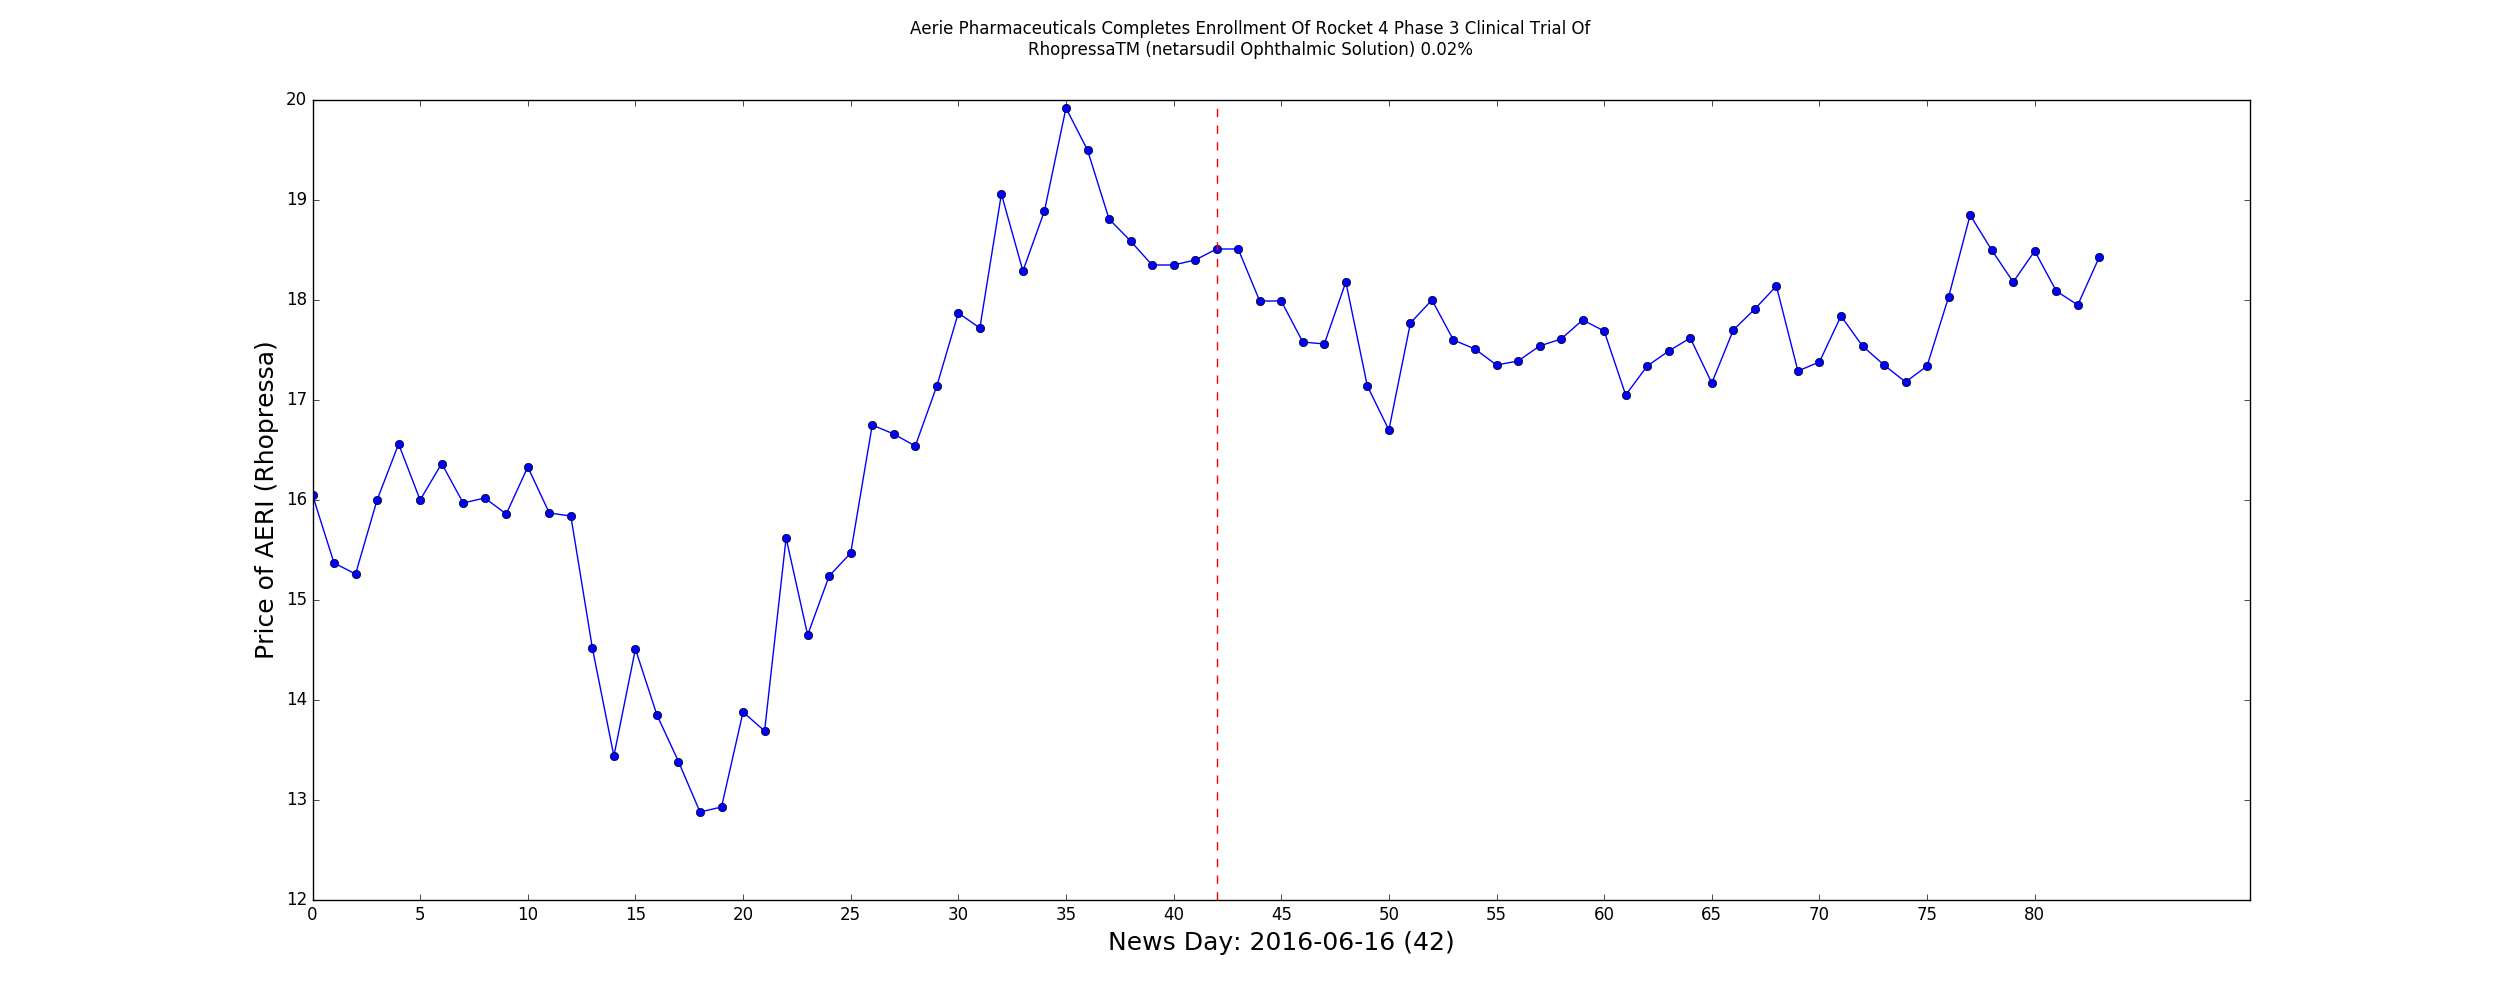 Aerie Pharmaceuticals Completes Enrollment Of Rocket 4 Phase 3 Clinical Trial Of
RhopressaTM (netarsudil Ophthalmic Solution) 0.02%
20
19
18
17
16
15
14
13
12
Price of AERI (Rhopressa)
0 5 10 15 20 25 30 35 40 45 50 55 60 65 70 75 80
News Day: 2016-06-16 (42)